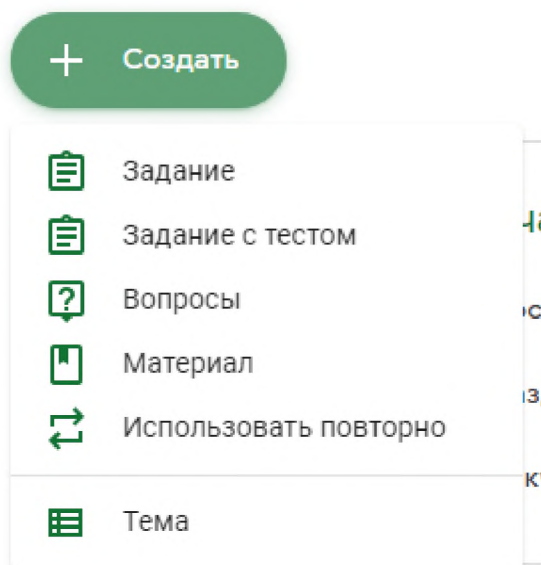 Создать
Задание
Задание с тестом
Вопросы
Материал
Использовать повторно
Тема